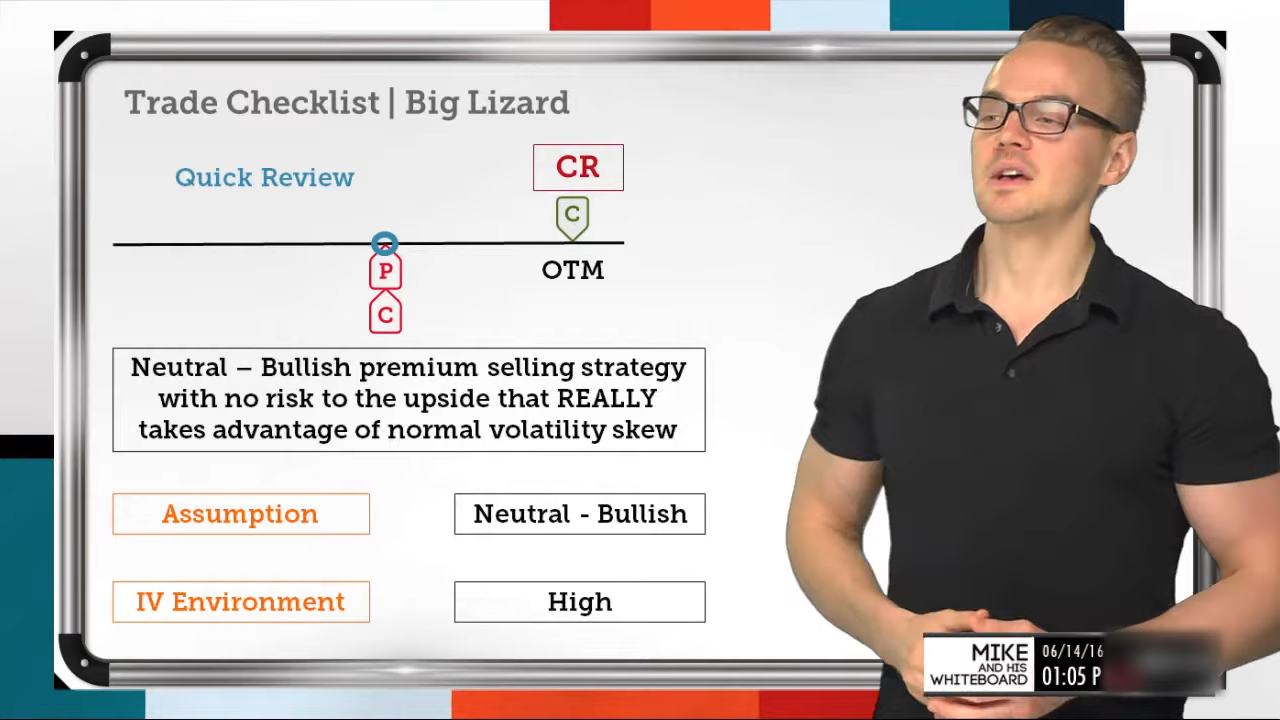 Trade Checklist | Big Lizard
Quick Review
CR
C
OTM
P
C
Neutral – Bullish premium selling strategy
with no risk to the upside that REALLY
takes advantage of normal volatility skew
Assumption
Neutral - Bullish
IV Environment
High
MIKE
AND HIS
WHITEBOARD
06/14/16
01:05 P